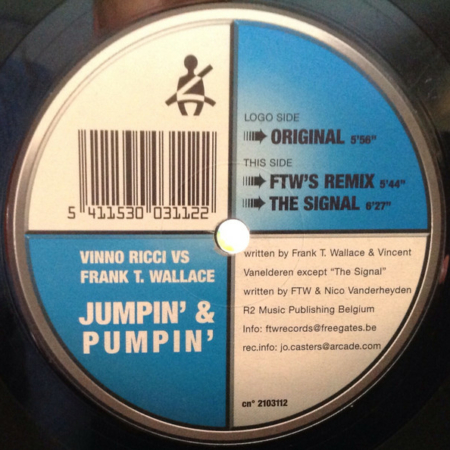 5 411530 031122
LOGO SIDE
ORIGINAL 5'56"
THIS SIDE
FTW'S REMIX 5'44"
THE SIGNAL 6'27"
VINNO RICCI VS
FRANK T. WALLACE
JUMPIN' &
PUMPIN'
written by Frank T. Wallace & Vincent
Vanelderen except "The Signal"
written by FTW & Nico Vanderheyden
R2 Music Publishing Belgium
Info: ftwrecords@freegates.be
rec.info: jo.casters@arcade.com
cn° 2103112